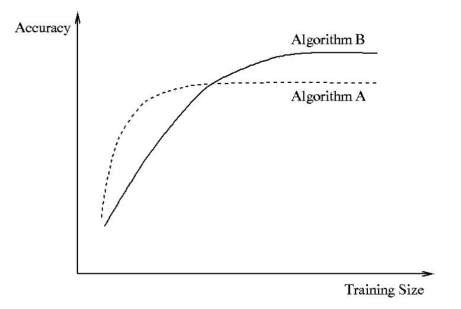 Accuracy
Algorithm B
Algorithm A
Training Size